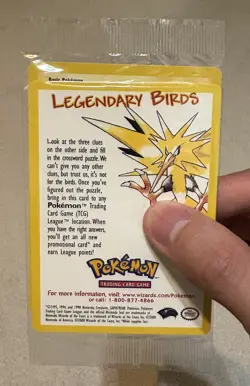 Basic Pokémon
LEGENDARY BIRDS
Look at the three clues
on the other side and fill
in the crossword puzzle. We
can't give you any other
clues, but trust us, it's not
for the birds. Once you've
figured out the puzzle,
bring in this card to any
Pokémon™ Trading
Card Game (TCG)
League™ location. When
you have the right answers,
you'll get an all new
promotional card™ and
earn League points!
POKéMON
TRADING CARD GAME
For more information, visit www.wizards.com/Pokemon
or call: 1-800-877-4866